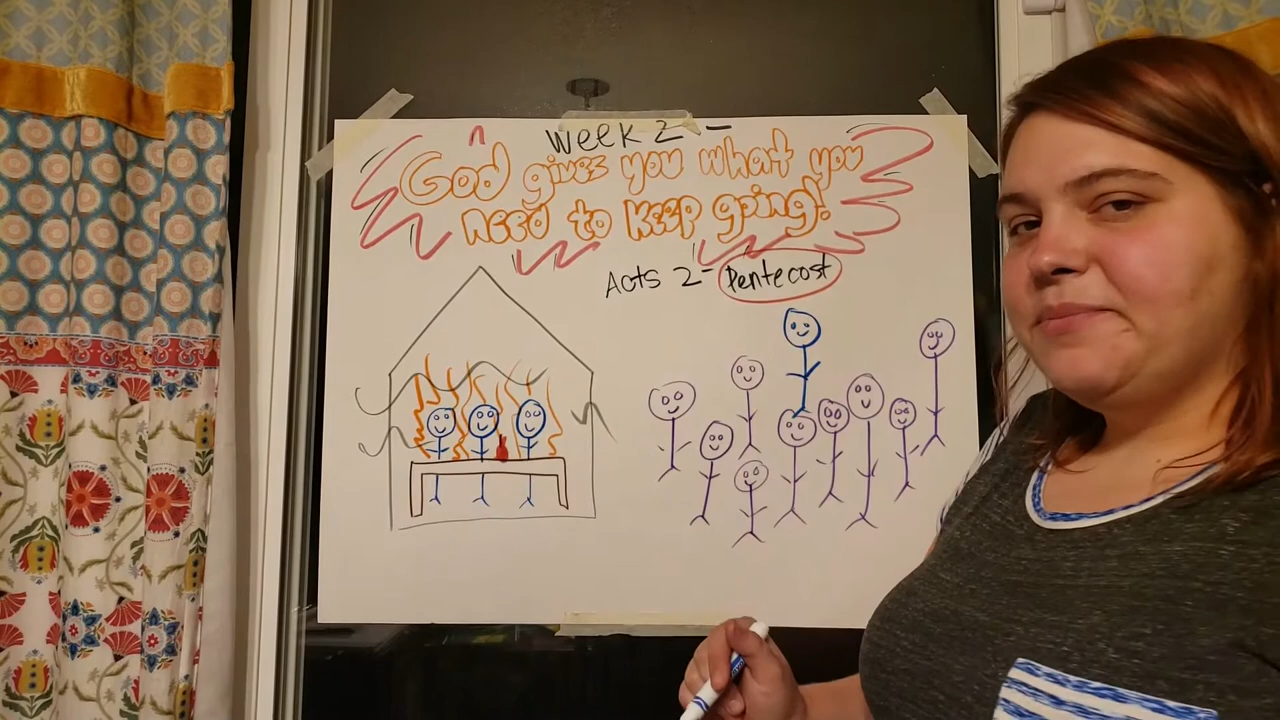 Week 2 -
God gives you what you
need to keep going!
Acts 2- Pentecost